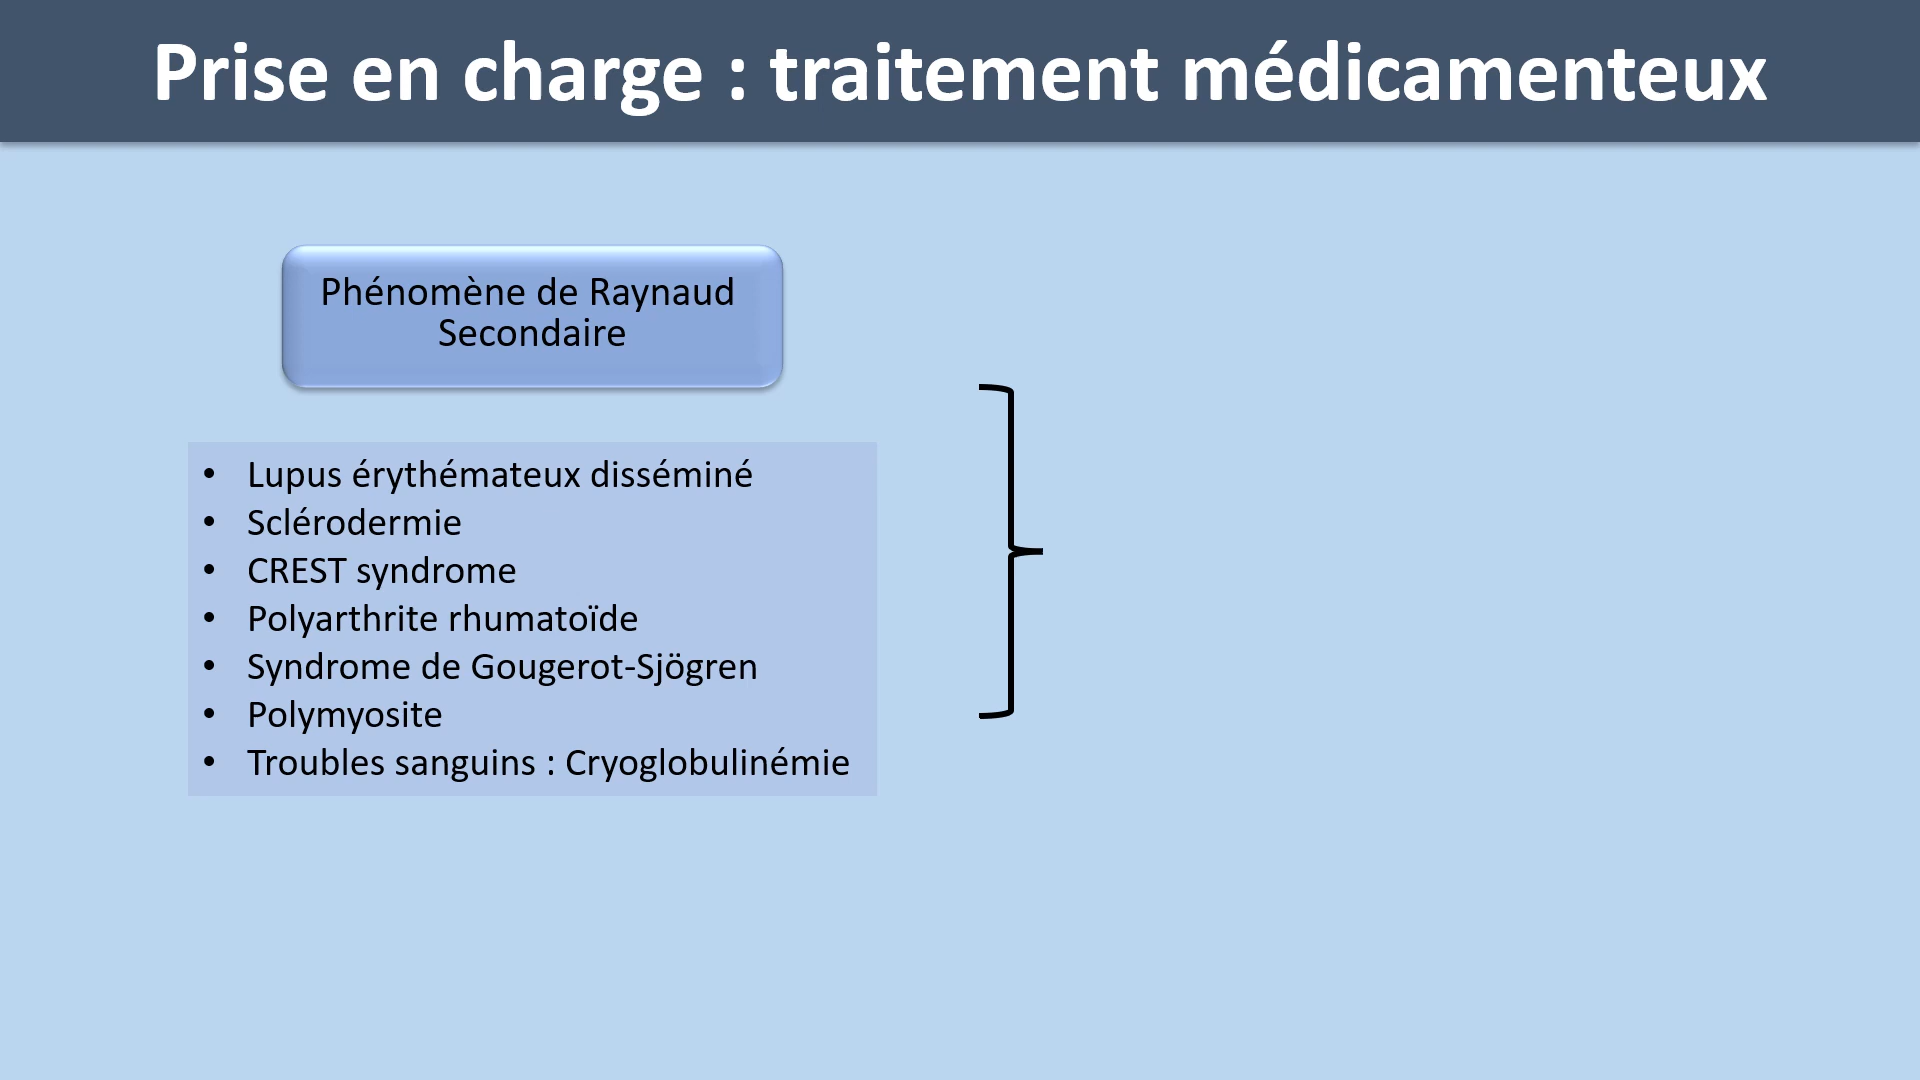 Prise en charge : traitement médicamenteux
Phénomène de Raynaud
Secondaire
• Lupus érythémateux disséminé
• Sclérodermie
• CREST syndrome
• Polyarthrite rhumatoïde
• Syndrome de Gougerot-Sjögren
• Polymyosite
• Troubles sanguins : Cryoglobulinémie